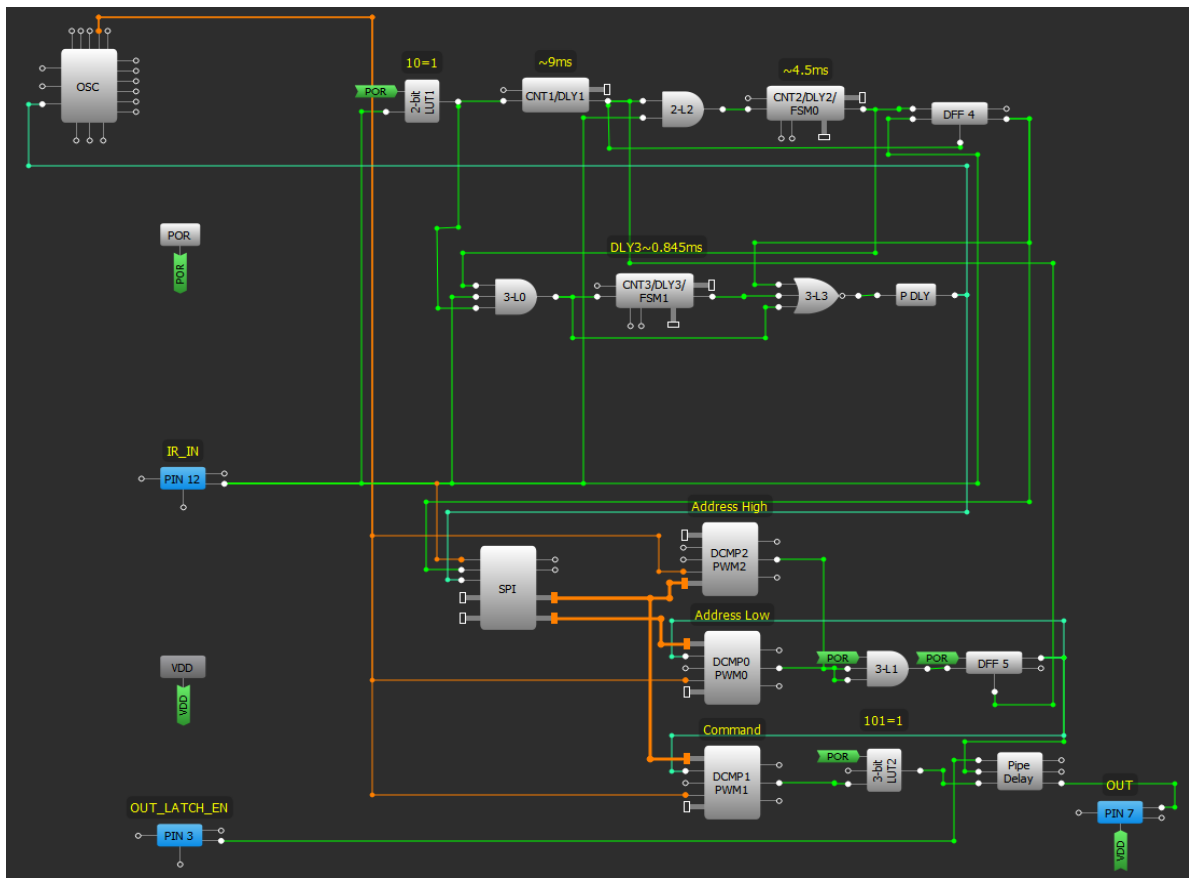 OSC
10=1
POR
2-bit
LUT1
~9ms
CNT1/DLY1
2-L2
~4.5ms
CNT2/DLY2/
FSM0
DFF 4
POR
POR
3-L0
DLY3~0.845ms
CNT3/DLY3/
FSM1
3-L3
P DLY
IR_IN
PIN 12
SPI
Address High
DCMP2
PWM2
Address Low
DCMP0
PWM0
POR
3-L1
POR
DFF 5
VDD
VDD
Command
DCMP1
PWM1
101=1
POR
3-bit
LUT2
Pipe
Delay
OUT_LATCH_EN
PIN 3
OUT
PIN 7
VDD